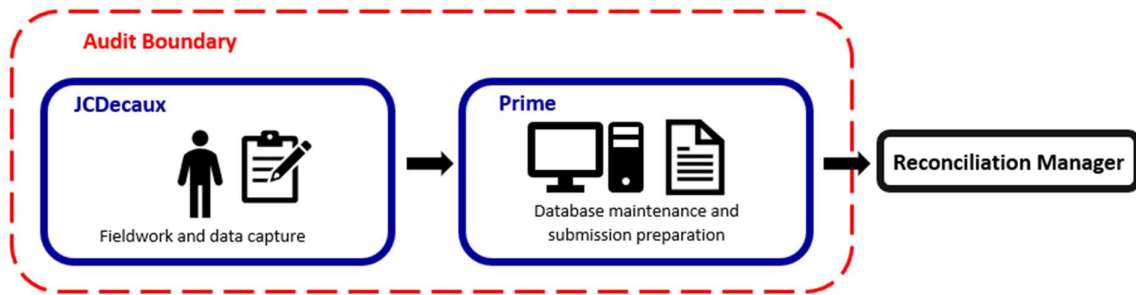 Audit Boundary
JCDecaux
Fieldwork and data capture
Prime
Database maintenance and
submission preparation
Reconciliation Manager